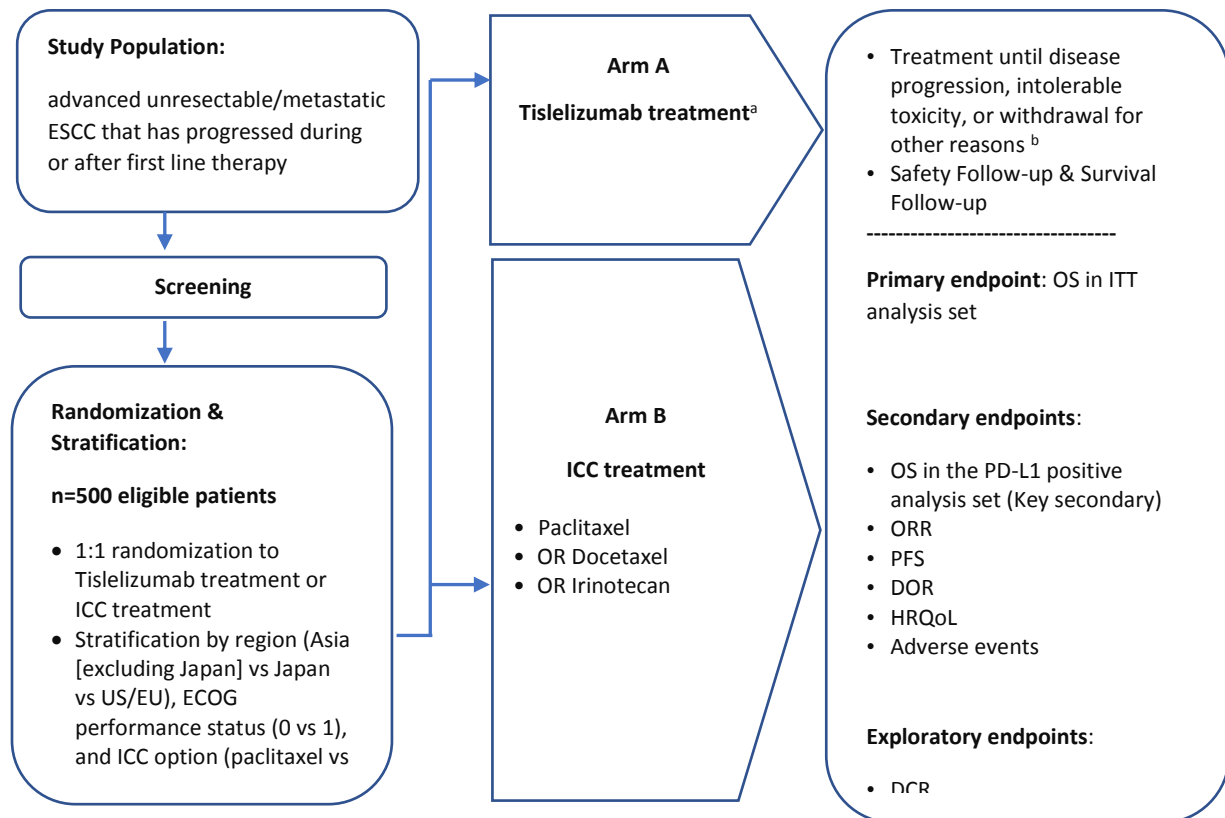 Study Population:
advanced unresectable/metastatic
ESCC that has progressed during
or after first line therapy
Screening
Randomization &
Stratification:
n=500 eligible patients
• 1:1 randomization to
Tislelizumab treatment or
ICC treatment
• Stratification by region (Asia
[excluding Japan] vs Japan
vs US/EU), ECOG
performance status (0 vs 1),
and ICC option (paclitaxel vs
Arm A
Tislelizumab treatmentᵃ
Arm B
ICC treatment
• Paclitaxel
• OR Docetaxel
• OR Irinotecan
• Treatment until disease
progression, intolerable
toxicity, or withdrawal for
other reasons ᵇ
• Safety Follow-up & Survival
Follow-up
----------------------------------
Primary endpoint: OS in ITT
analysis set
Secondary endpoints:
• OS in the PD-L1 positive
analysis set (Key secondary)
• ORR
• PFS
• DOR
• HRQoL
• Adverse events
Exploratory endpoints:
• DCR